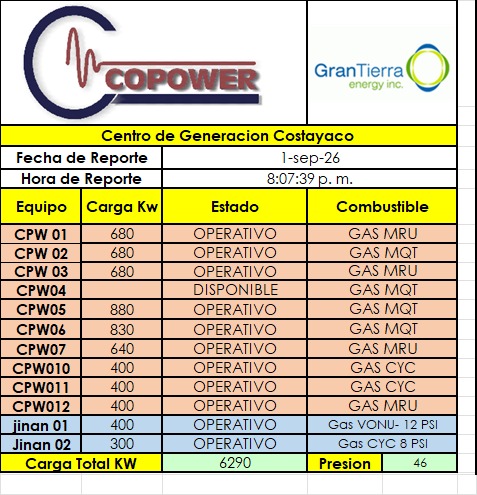 COPOWER
GranTierra
energy inc.
Centro de Generacion Costayaco
Fecha de Reporte 1-sep-26
Hora de Reporte 8:07:39 p. m.
Equipo Carga Kw Estado Combustible
CPW 01 680 OPERATIVO GAS MRU
CPW 02 680 OPERATIVO GAS MQT
CPW 03 680 OPERATIVO GAS MRU
CPW04 DISPONIBLE GAS MQT
CPW05 880 OPERATIVO GAS MQT
CPW06 830 OPERATIVO GAS MQT
CPW07 640 OPERATIVO GAS MRU
CPW010 400 OPERATIVO GAS CYC
CPW011 400 OPERATIVO GAS CYC
CPW012 400 OPERATIVO GAS MRU
jinan 01 400 OPERATIVO Gas VONU- 12 PSI
Jinan 02 300 OPERATIVO Gas CYC 8 PSI
Carga Total KW 6290 Presion 46